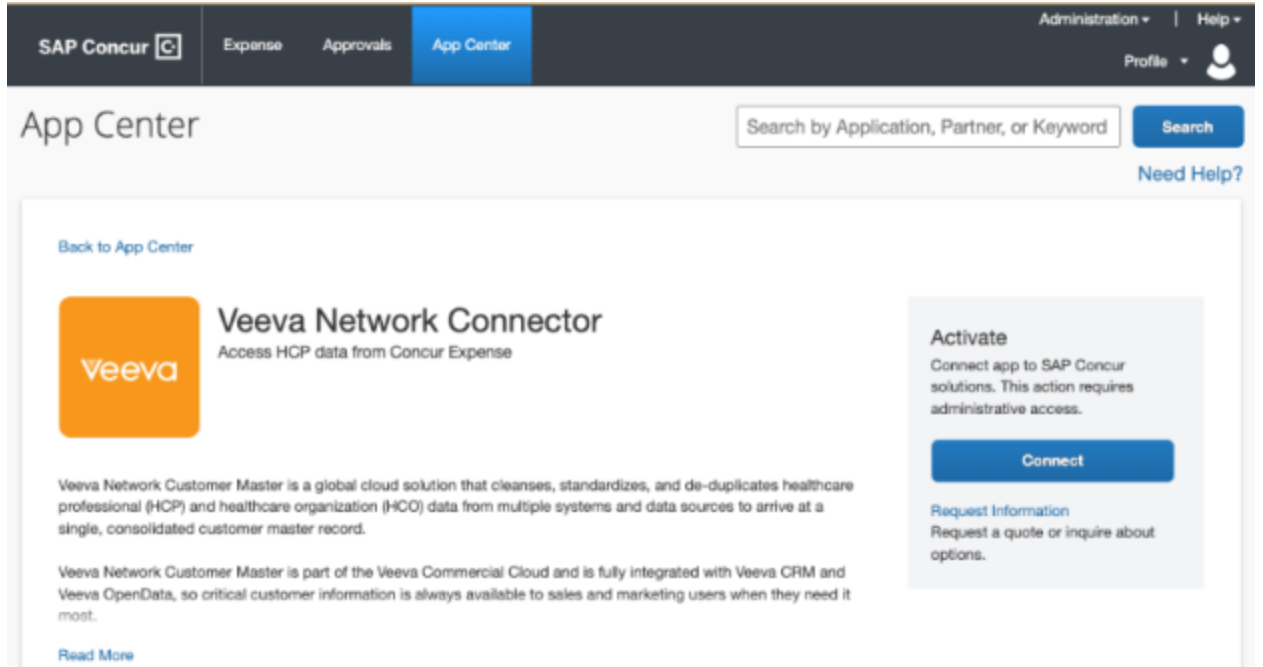 Administration | Help
SAP Concur C Expense Approvals App Center
Profile
App Center
Search by Application, Partner, or Keyword Search
Need Help?
Back to App Center
Veeva
Veeva Network Connector
Access HCP data from Concur Expense
Veeva Network Customer Master is a global cloud solution that cleanses, standardizes, and de-duplicates healthcare
professional (HCP) and healthcare organization (HCO) data from multiple systems and data sources to arrive at a
single, consolidated customer master record.
Veeva Network Customer Master is part of the Veeva Commercial Cloud and is fully integrated with Veeva CRM and
Veeva OpenData, so critical customer information is always available to sales and marketing users when they need it
most.
Read More
Activate
Connect app to SAP Concur
solutions. This action requires
administrative access.
Connect
Request Information
Request a quote or inquire about
options.